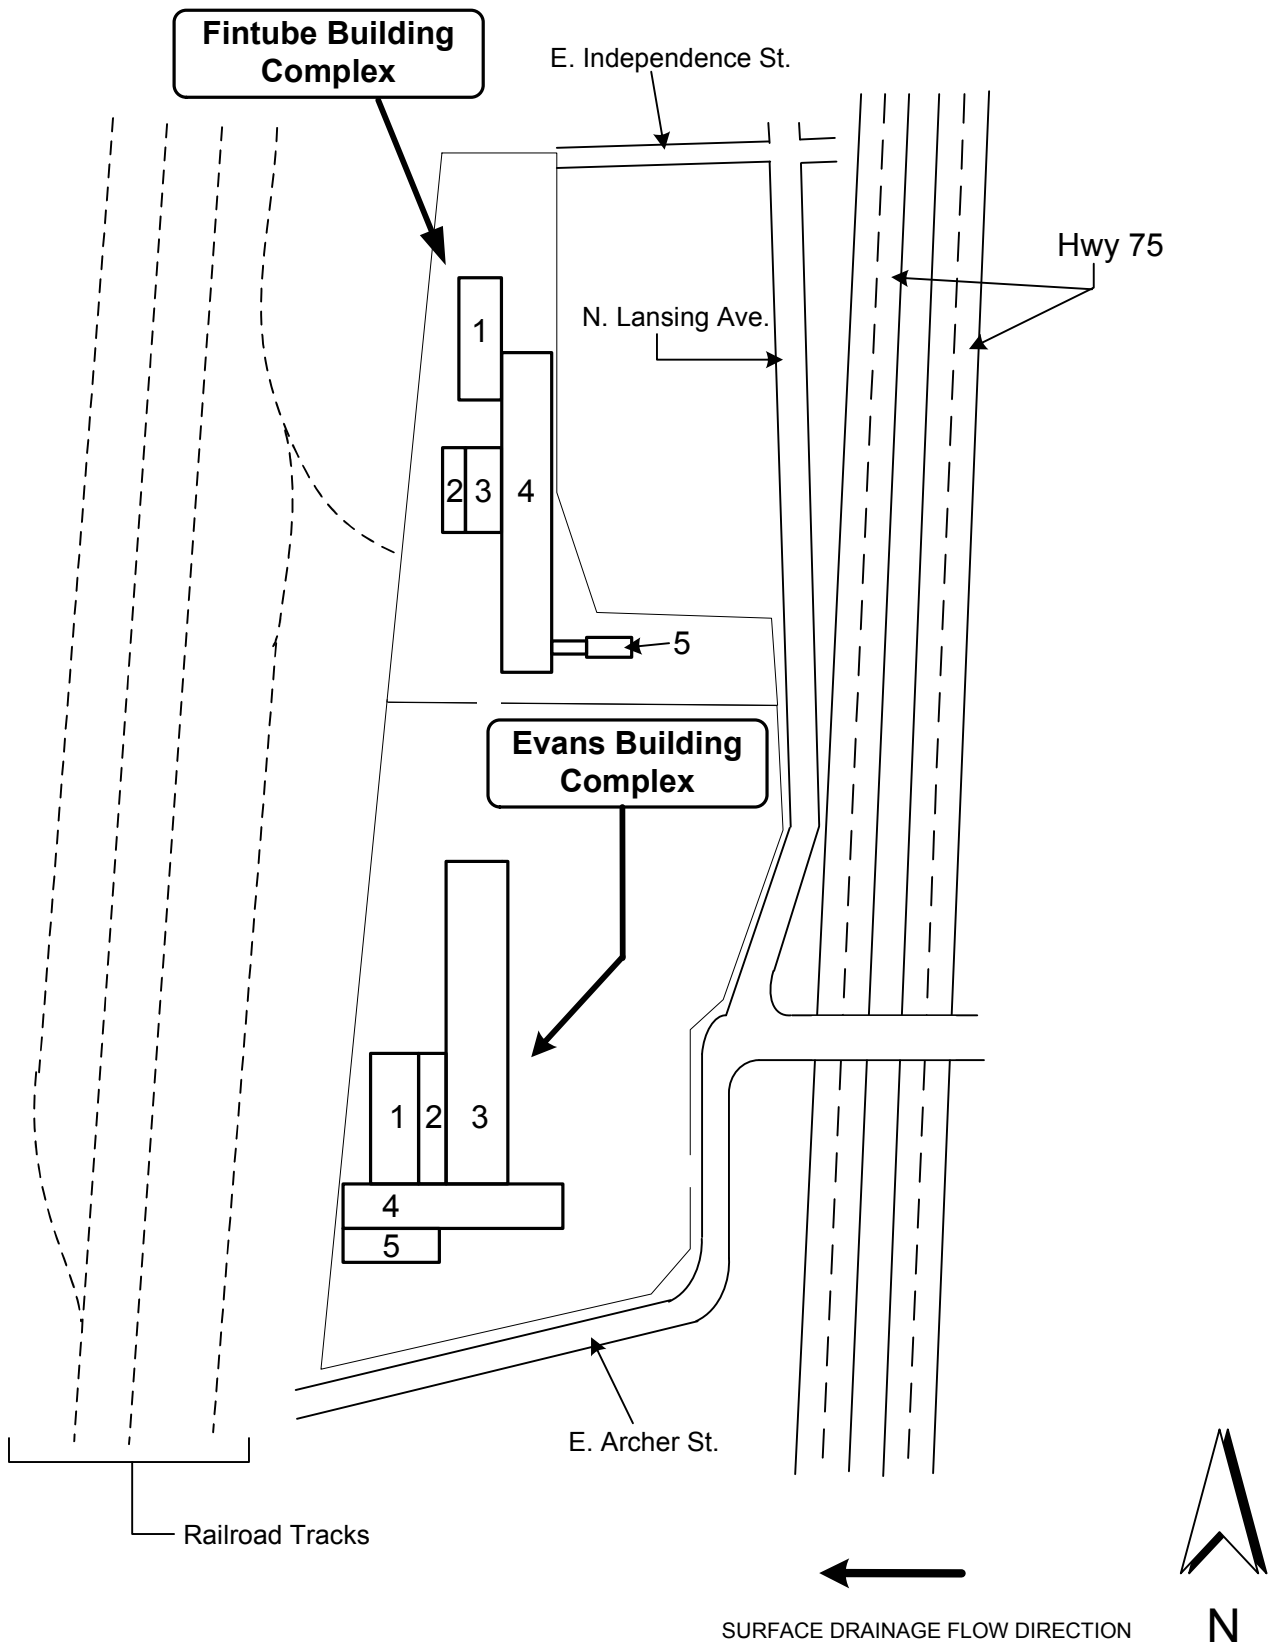 Fintube Building
Complex
E. Independence St.
Hwy 75
N. Lansing Ave.
1
2
3
4
5
Evans Building
Complex
1
2
3
4
5
E. Archer St.
Railroad Tracks
SURFACE DRAINAGE FLOW DIRECTION
N